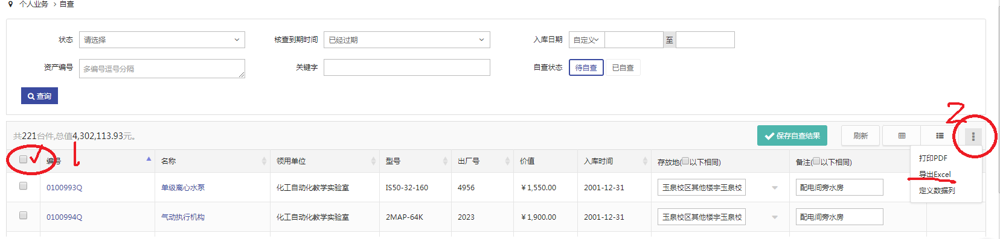 个人业务 > 自查
状态 请选择 核查到期时间 已经过期 入库日期 自定义 至
资产编号 多编号逗号分隔 关键字 自查状态 待自查 已自查
查询
2
共221台件,总值4,302,113.93元。 保存自查结果 刷新
1
编号 名称 领用单位 型号 出厂号 价值 入库时间 存放地(以下相同) 备注(以下相同)
打印PDF
导出Excel
定义数据列
0100993Q 单级离心水泵 化工自动化教学实验室 IS50-32-160 4956 ¥1,550.00 2001-12-31 玉泉校区其他楼宇玉泉校 配电间旁水房
0100994Q 气动执行机构 化工自动化教学实验室 2MAP-64K 2023 ¥1,900.00 2001-12-31 玉泉校区其他楼宇玉泉校 配电间旁水房